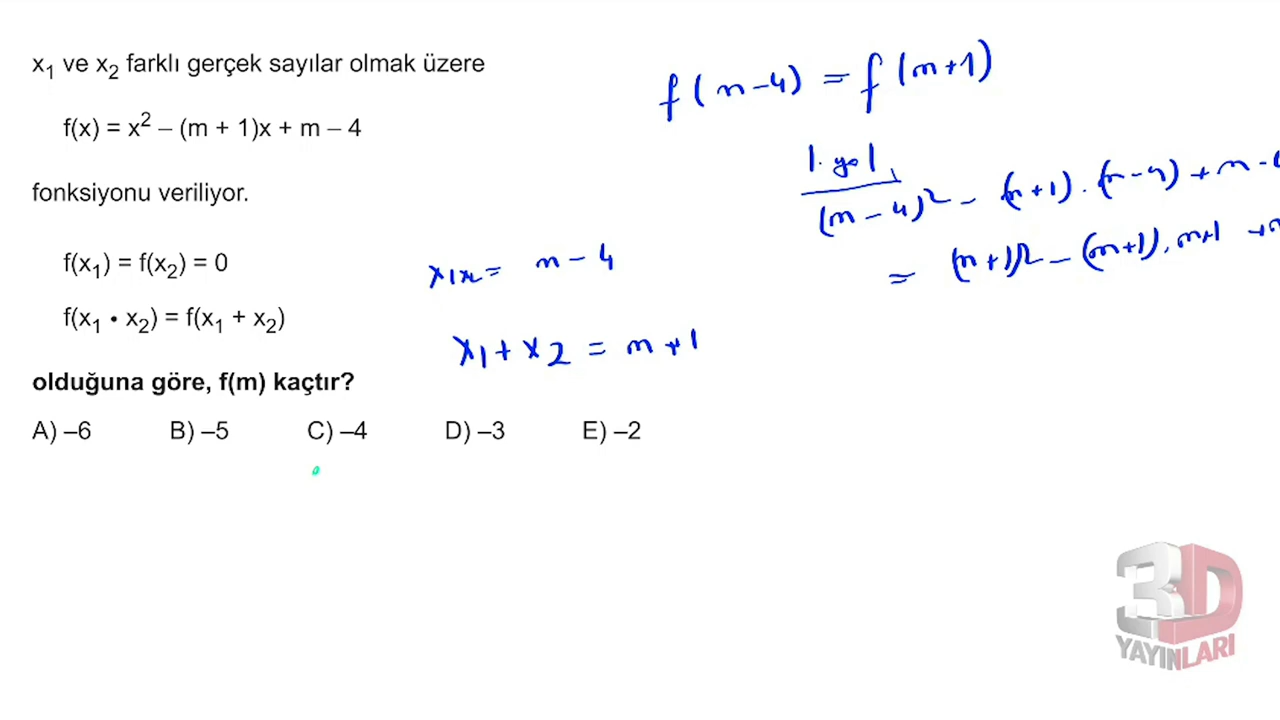 x₁ ve x₂ farklı gerçek sayılar olmak üzere
f(x) = x² – (m + 1)x + m – 4
fonksiyonu veriliyor.
f(x₁) = f(x₂) = 0
f(x₁ • x₂) = f(x₁ + x₂)
olduğuna göre, f(m) kaçtır?
A) –6 B) –5 C) –4 D) –3 E) –2
x₁x₂ = m – 4
x₁ + x₂ = m + 1
f(m – 4) = f(m + 1)
1. yol
(m – 4)² – (m + 1) . (m – 4) + m –
= (m + 1)² – (m + 1) . m+1 +
3D
YAYINLARI